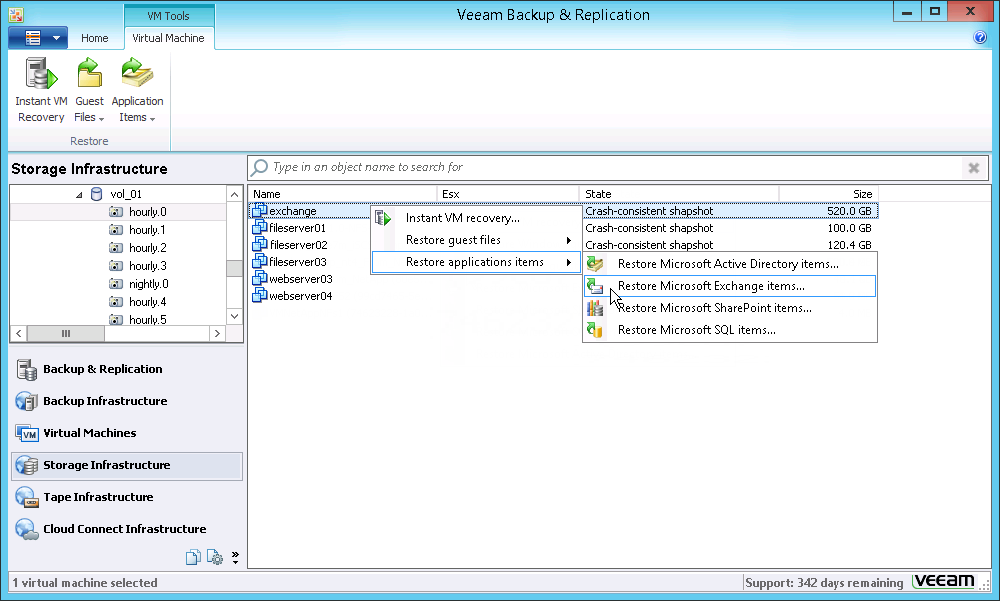 VM Tools
Veeam Backup & Replication
Home
Virtual Machine
Instant VM Recovery
Guest Files
Application Items
Restore
Storage Infrastructure
Type in an object name to search for
vol_01
hourly.0
hourly.1
hourly.2
hourly.3
nightly.0
hourly.4
hourly.5
Name Esx State Size
exchange Crash-consistent shapshot 520.0 GB
fileserver01 Crash-consistent shapshot 100.0 GB
fileserver02 Crash-consistent shapshot 120.4 GB
fileserver03
webserver03
webserver04
Instant VM recovery...
Restore guest files
Restore applications items
Restore Microsoft Active Directory items...
Restore Microsoft Exchange items...
Restore Microsoft SharePoint items...
Restore Microsoft SQL items...
Backup & Replication
Backup Infrastructure
VM
Virtual Machines
Storage Infrastructure
Tape Infrastructure
Cloud Connect Infrastructure
1 virtual machine selected
Support: 342 days remaining
veeam